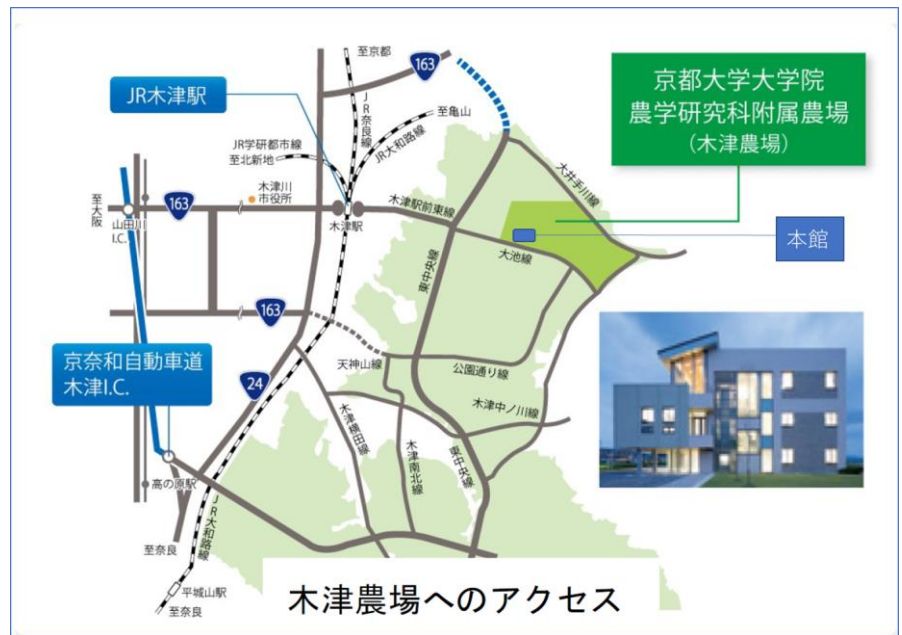 至京都
163
京都大学大学院
農学研究科附属農場
（木津農場）
JR木津駅
JR奈良線
至亀山
JR大和路線
JR学研都市線
至北新地
大井手川線
木津川
市役所
至大阪
163
山田川
I.C.
木津駅
木津駅前東線
本館
大池線
東中央線
163
京奈和自動車道
木津I.C.
天神山線
公園通り線
24
木津中ノ川線
木津横田線
木津南北線
東中央線
高の原駅
JR大和路線
至奈良
平城山駅
至奈良
木津農場へのアクセス